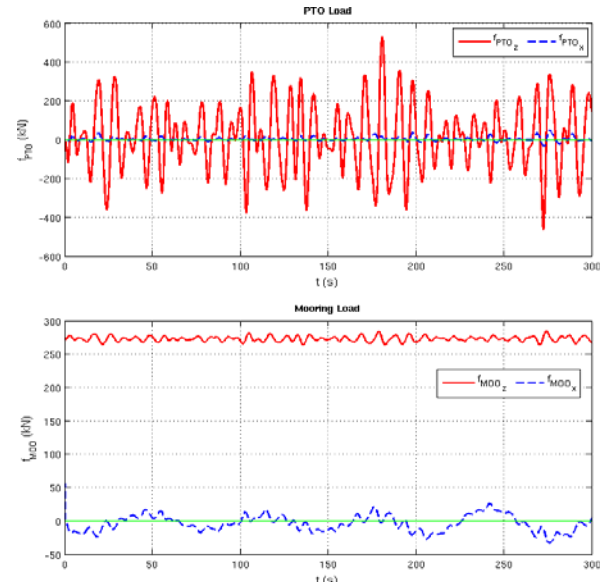 PTO Load
f_PTO_z f_PTO_x
600
400
200
0
-200
-400
-600
f_PTO (kN)
0 50 100 150 200 250 300
t (s)
Mooring Load
300
250
200
150
100
50
0
-50
f_MOO_z f_MOO_x
f_MOO (kN)
0 50 100 150 200 250 300
t (s)